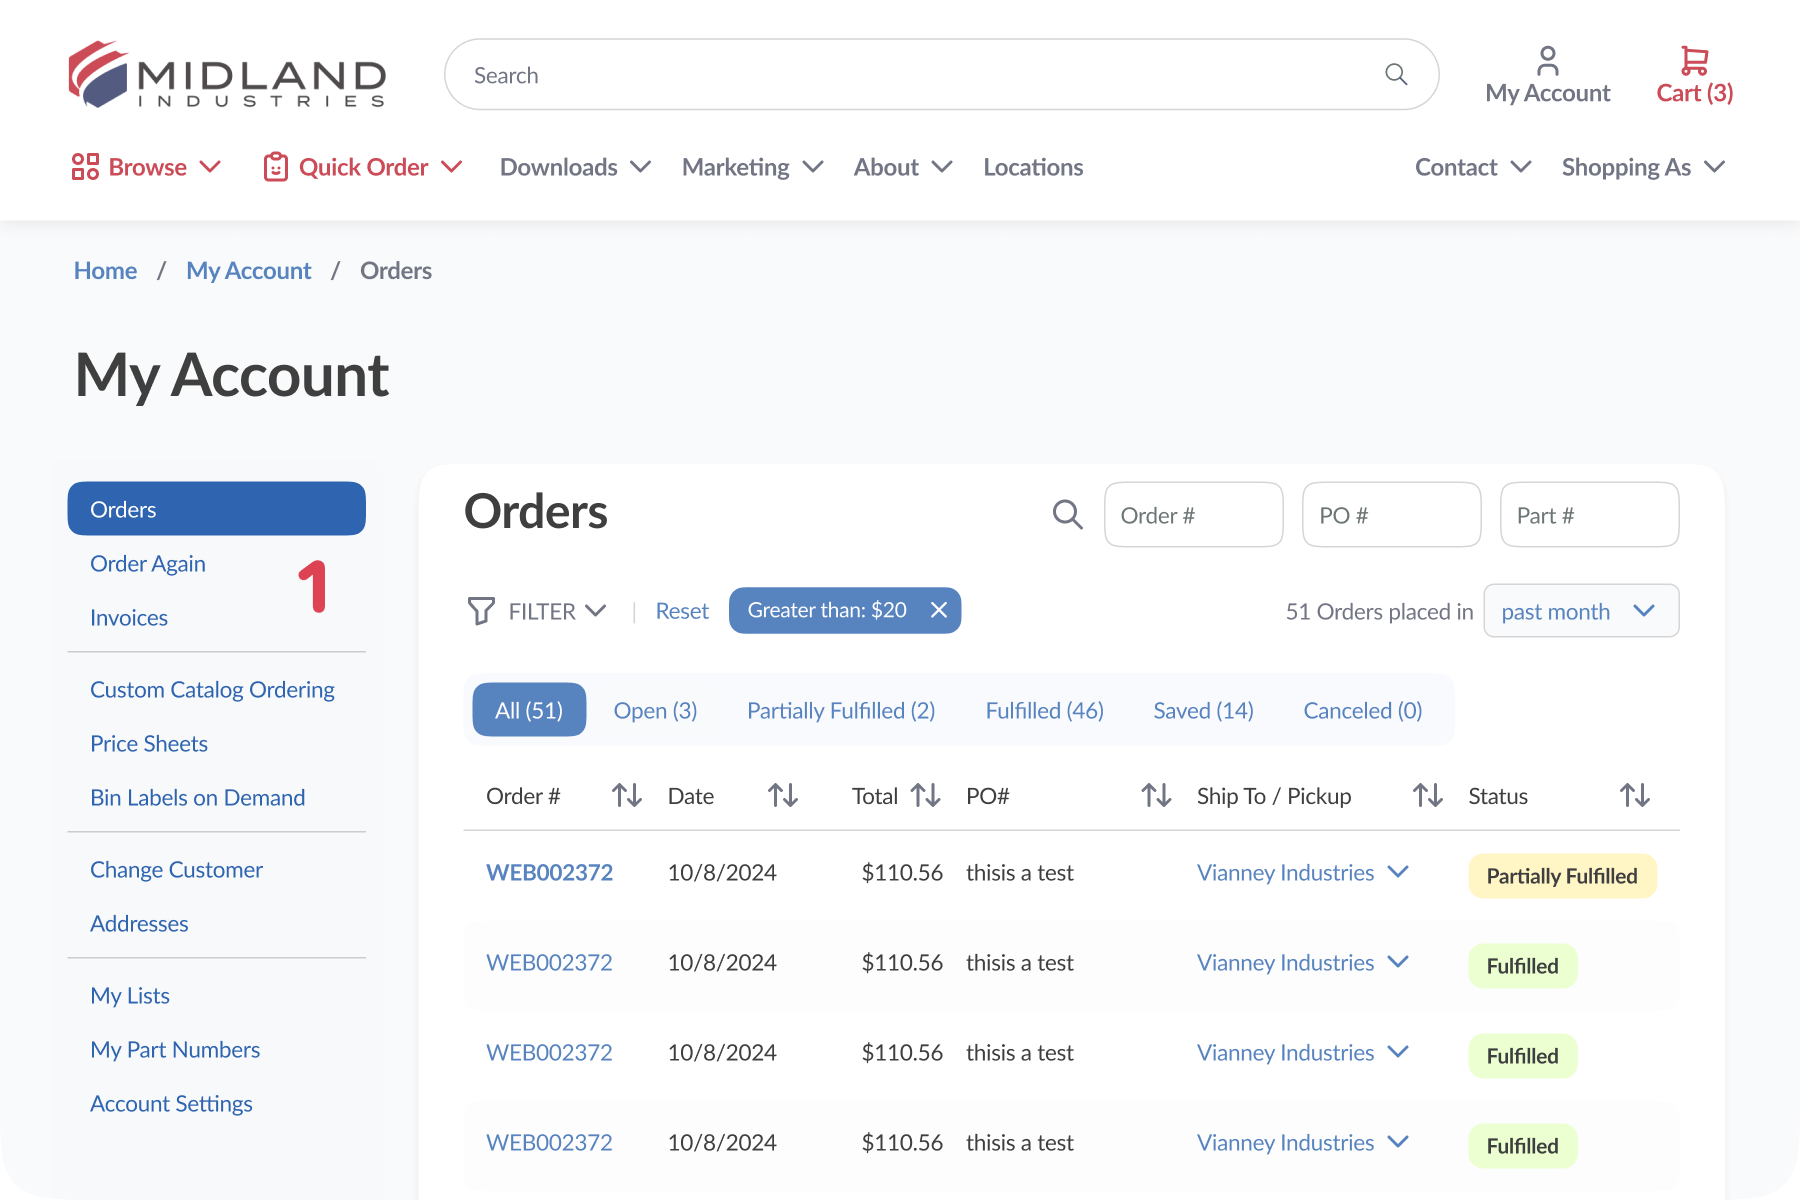 MIDLAND
INDUSTRIES
Search
My Account
Cart (3)
Browse
Quick Order
Downloads
Marketing
About
Locations
Contact
Shopping As
Home / My Account / Orders
My Account
Orders
Order Again
1
Invoices
Custom Catalog Ordering
Price Sheets
Bin Labels on Demand
Change Customer
Addresses
My Lists
My Part Numbers
Account Settings
Orders
Order #
PO #
Part #
FILTER | Reset
Greater than: $20
51 Orders placed in past month
All (51)
Open (3)
Partially Fulfilled (2)
Fulfilled (46)
Saved (14)
Canceled (0)
Order # Date Total PO# Ship To / Pickup Status
WEB002372 10/8/2024 $110.56 thisis a test Vianney Industries Partially Fulfilled
WEB002372 10/8/2024 $110.56 thisis a test Vianney Industries Fulfilled
WEB002372 10/8/2024 $110.56 thisis a test Vianney Industries Fulfilled
WEB002372 10/8/2024 $110.56 thisis a test Vianney Industries Fulfilled